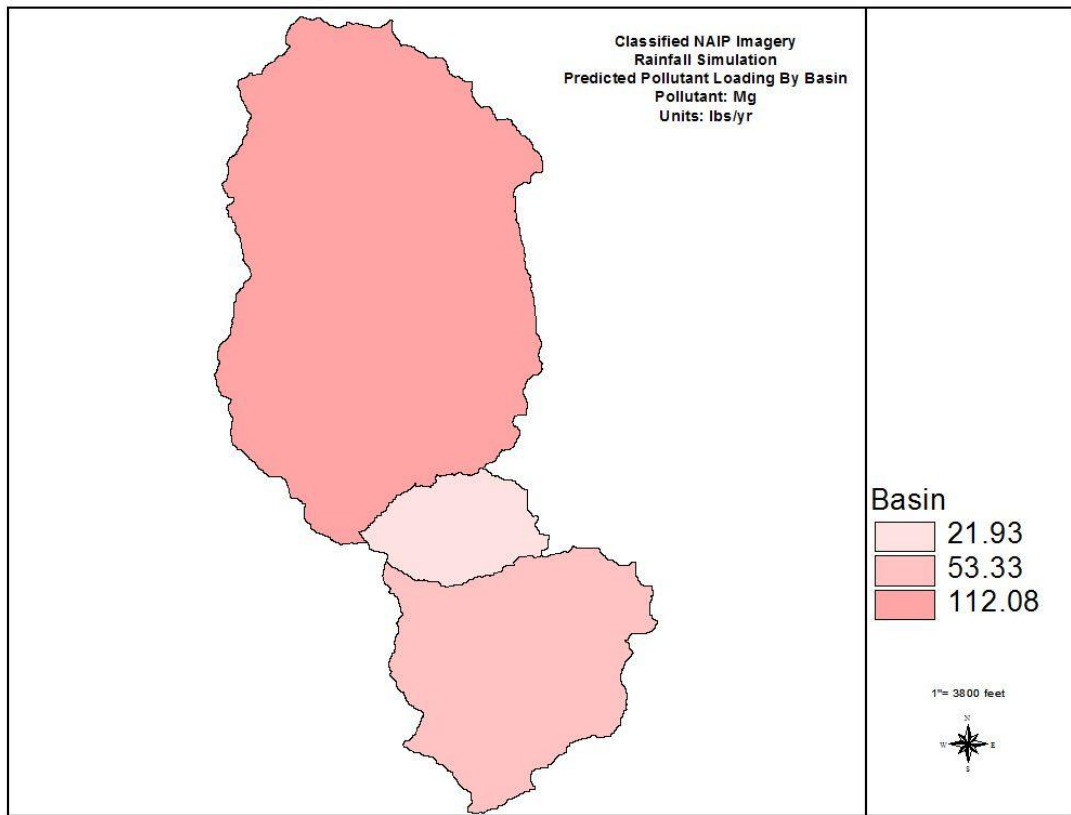 Classified NAIP Imagery
Rainfall Simulation
Predicted Pollutant Loading By Basin
Pollutant: Mg
Units: lbs/yr
Basin
21.93
53.33
112.08
1"= 3800 feet
N
W E
S